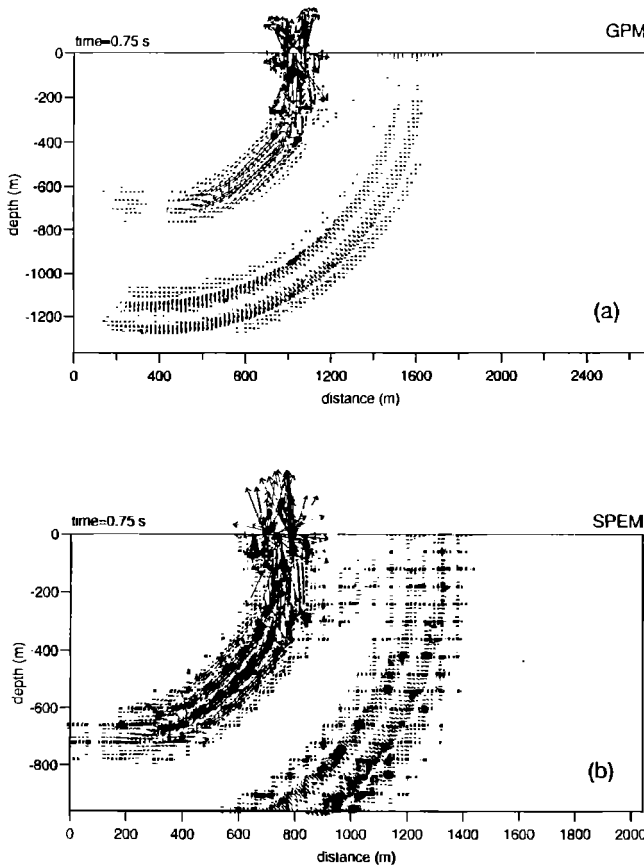 time=0.75 s
GPM
0
-200
-400
-600
-800
-1000
-1200
depth (m)
(a)
0 400 800 1200 1600 2000 2400
distance (m)
time=0.75 s
SPEM
0
-200
-400
-600
-800
depth (m)
(b)
0 200 400 600 800 1000 1200 1400 1600 1800 2000
distance (m)